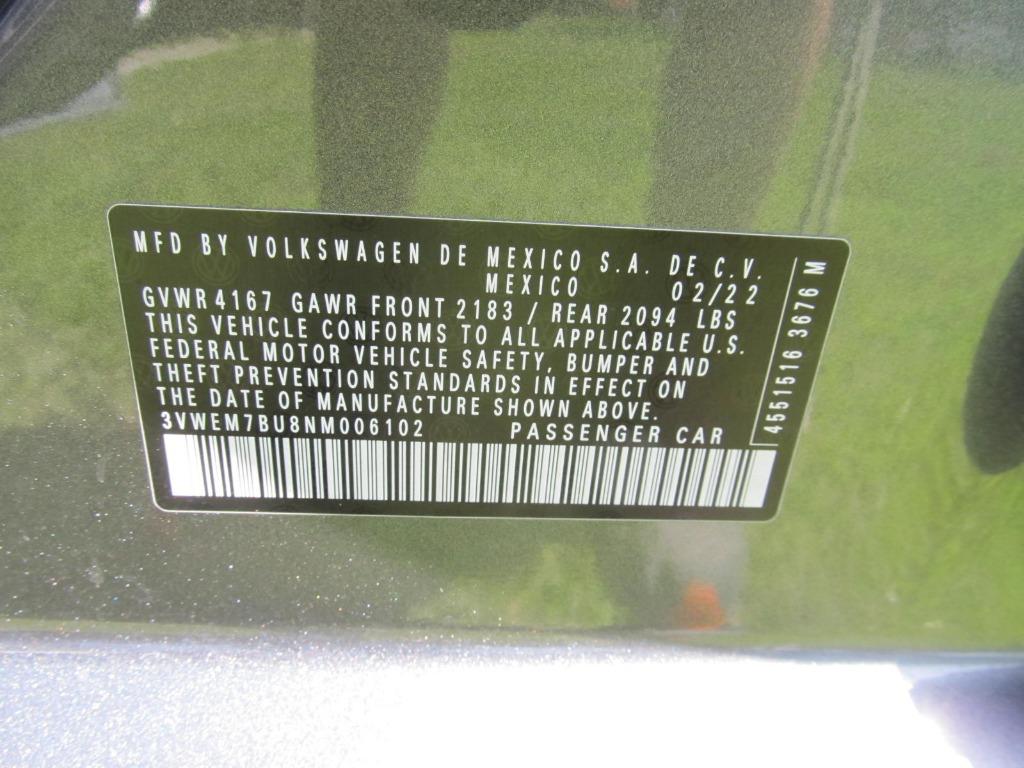 MFD BY VOLKSWAGEN DE MEXICO S.A. DE C.V.
MEXICO 02/22
GVWR 4167 GAWR FRONT 2183 / REAR 2094 LBS
THIS VEHICLE CONFORMS TO ALL APPLICABLE U.S.
FEDERAL MOTOR VEHICLE SAFETY, BUMPER AND
THEFT PREVENTION STANDARDS IN EFFECT ON
THE DATE OF MANUFACTURE SHOWN ABOVE.
3VWEM7BU8NM006102 PASSENGER CAR
4551516 3676 M